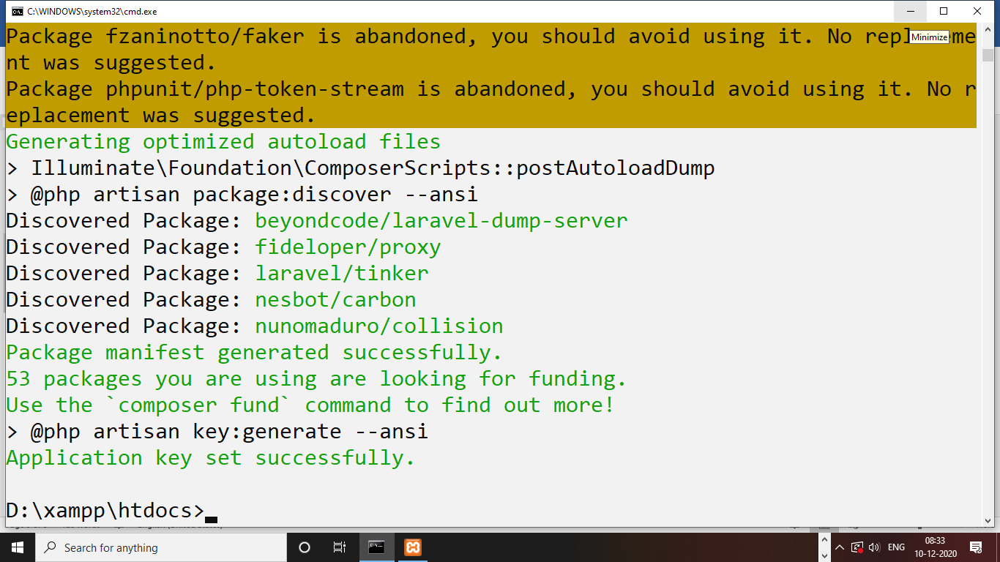 C:\WINDOWS\system32\cmd.exe
Package fzaninotto/faker is abandoned, you should avoid using it. No repl
Minimize
me
nt was suggested.
Package phpunit/php-token-stream is abandoned, you should avoid using it. No r
eplacement was suggested.
Generating optimized autoload files
> Illuminate\Foundation\ComposerScripts::postAutoloadDump
> @php artisan package:discover --ansi
Discovered Package: beyondcode/laravel-dump-server
Discovered Package: fideloper/proxy
Discovered Package: laravel/tinker
Discovered Package: nesbot/carbon
Discovered Package: nunomaduro/collision
Package manifest generated successfully.
53 packages you are using are looking for funding.
Use the `composer fund` command to find out more!
> @php artisan key:generate --ansi
Application key set successfully.
D:\xampp\htdocs>
Search for anything
ENG
08:33
10-12-2020